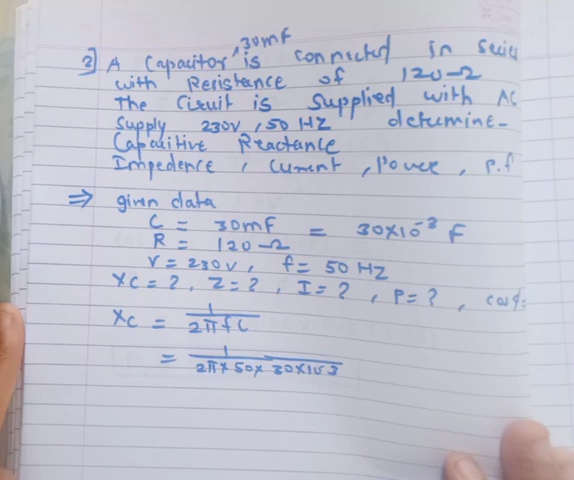 30mF
2] A Capacitor is connected in Seies
with Resistance of 120-Ω
The Ciruit is Supplied with AC
Supply 230V, 50 HZ determine-
Capacitive Reactance
Impedence, Current, Power, P.f
⇒ given data
C = 30mF = 30×10⁻³ F
R = 120-Ω
V = 230V, f = 50 HZ
XC = ?, Z = ?, I = ?, P = ?, cosϕ=
XC = 1/2πfC
= 1/2π×50×30×10-3